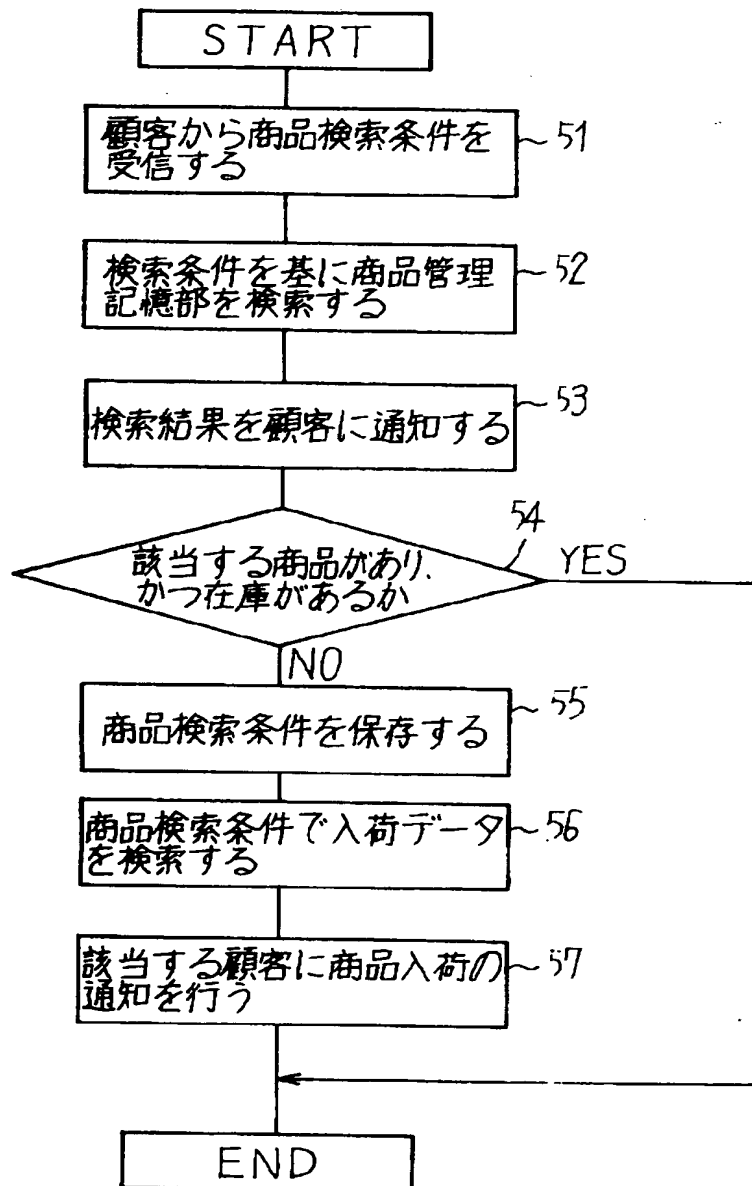 START
顧客から商品検索条件を
受信する
51
検索条件を基に商品管理
記憶部を検索する
52
検索結果を顧客に通知する
53
54
該当する商品があり、
かつ在庫があるか
YES
NO
商品検索条件を保存する
55
商品検索条件で入荷データ
を検索する
56
該当する顧客に商品入荷の
通知を行う
57
END